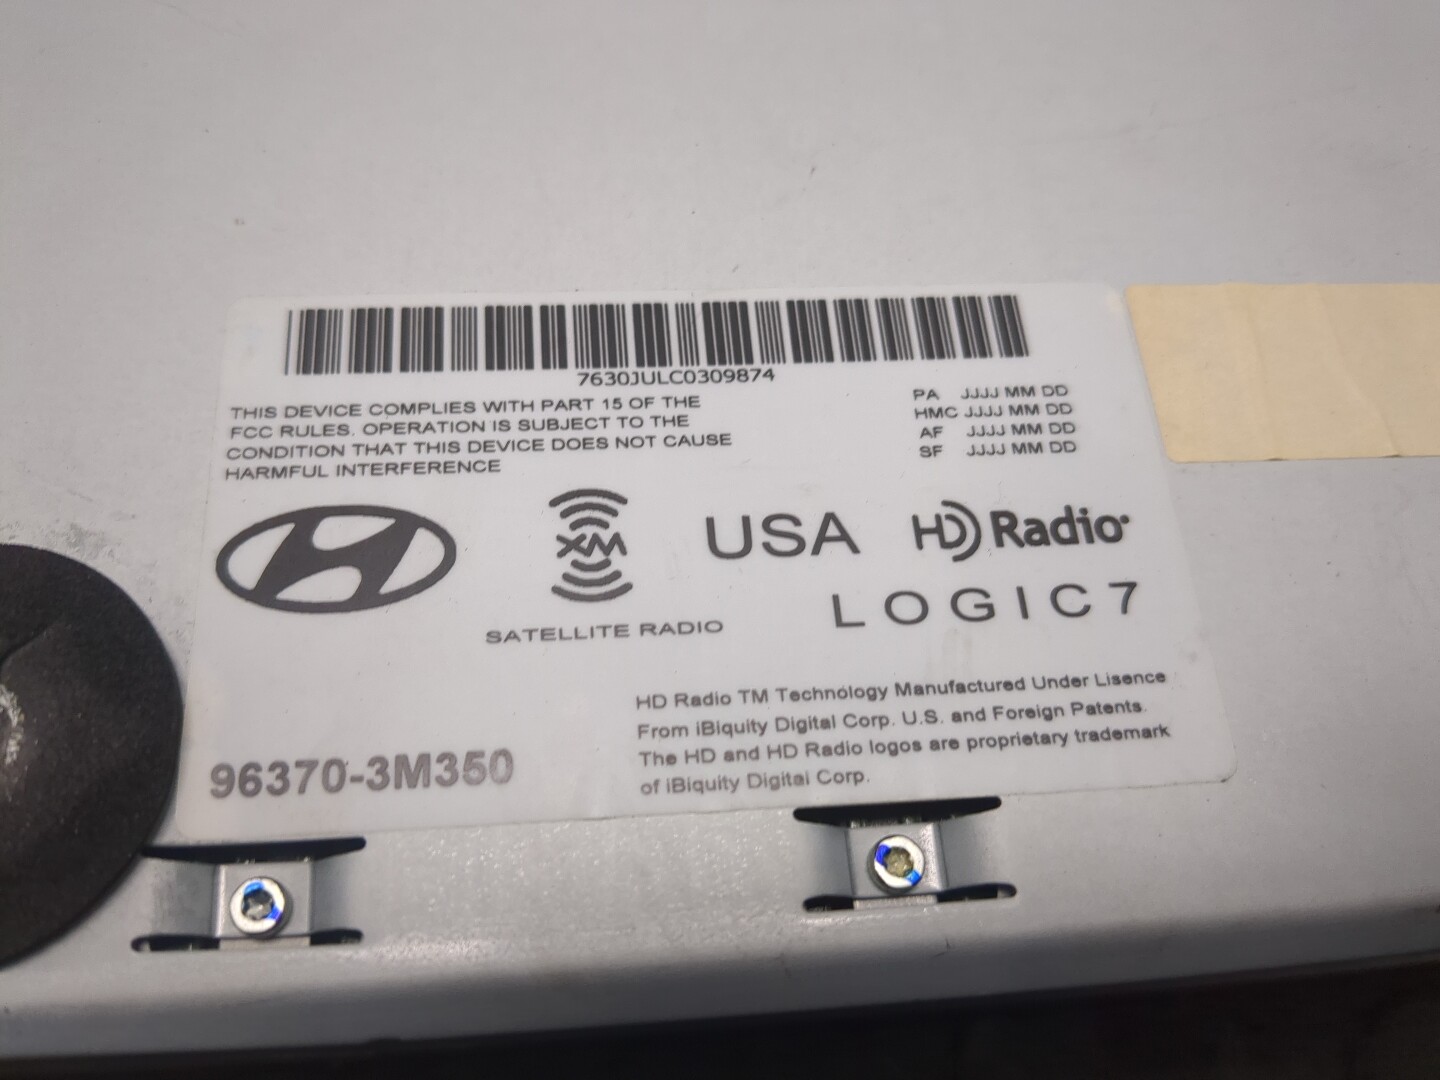 7630JULC0309874
THIS DEVICE COMPLIES WITH PART 15 OF THE
FCC RULES. OPERATION IS SUBJECT TO THE
CONDITION THAT THIS DEVICE DOES NOT CAUSE
HARMFUL INTERFERENCE
PA JJJJ MM DD
HMC JJJJ MM DD
AF JJJJ MM DD
SF JJJJ MM DD
XM
SATELLITE RADIO
USA
HD Radio
LOGIC7
HD Radio TM Technology Manufactured Under Lisence
From iBiquity Digital Corp. U.S. and Foreign Patents.
The HD and HD Radio logos are proprietary trademark
of iBiquity Digital Corp.
96370-3M350